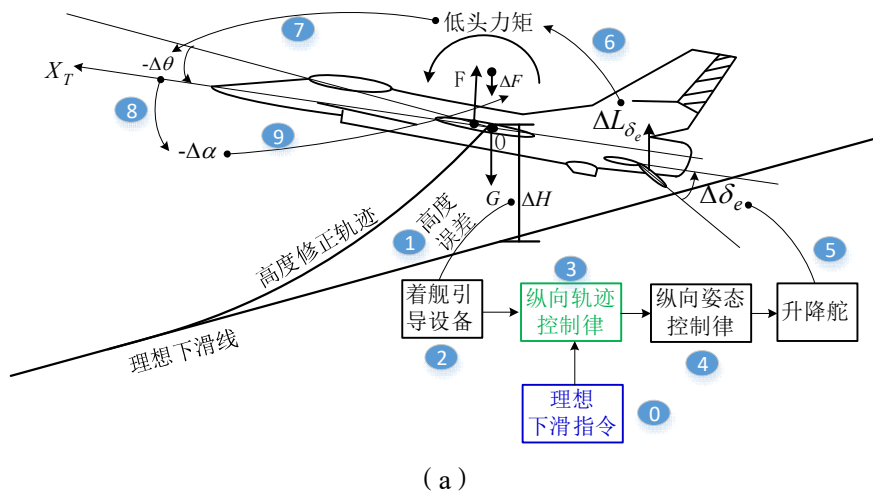 7
低头力矩
6
-Δθ
X_T
F
ΔF
8
ΔL_{δ_e}
9
-Δα
O
G
ΔH
Δδ_e
高度修正轨迹
1
高度
误差
3
5
着舰引
导设备
纵向轨迹
控制律
纵向姿态
控制律
升降舵
理想下滑线
2
4
理想
下滑指令
0
(a)